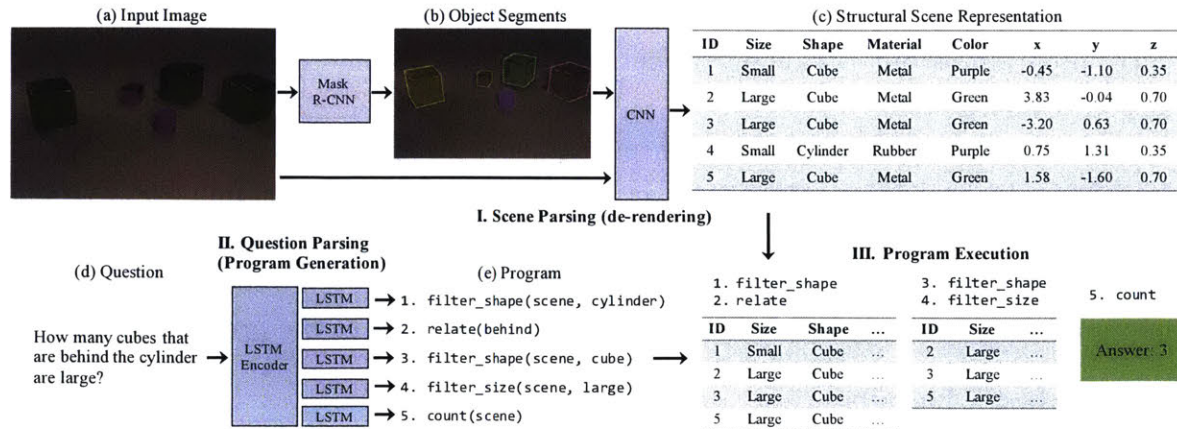 (a) Input Image
(b) Object Segments
(c) Structural Scene Representation
Mask
R-CNN
CNN
ID Size Shape Material Color x y z
1 Small Cube Metal Purple -0.45 -1.10 0.35
2 Large Cube Metal Green 3.83 -0.04 0.70
3 Large Cube Metal Green -3.20 0.63 0.70
4 Small Cylinder Rubber Purple 0.75 1.31 0.35
5 Large Cube Metal Green 1.58 -1.60 0.70
I. Scene Parsing (de-rendering)
II. Question Parsing
(Program Generation)
III. Program Execution
(d) Question
How many cubes that
are behind the cylinder
are large?
LSTM
Encoder
(e) Program
LSTM 1. filter_shape(scene, cylinder)
LSTM 2. relate(behind)
LSTM 3. filter_shape(scene, cube)
LSTM 4. filter_size(scene, large)
LSTM 5. count(scene)
1. filter_shape
2. relate
ID Size Shape ...
1 Small Cube ...
2 Large Cube ...
3 Large Cube ...
5 Large Cube ...
3. filter_shape
4. filter_size
ID Size ...
2 Large ...
3 Large ...
5 Large ...
5. count
Answer: 3